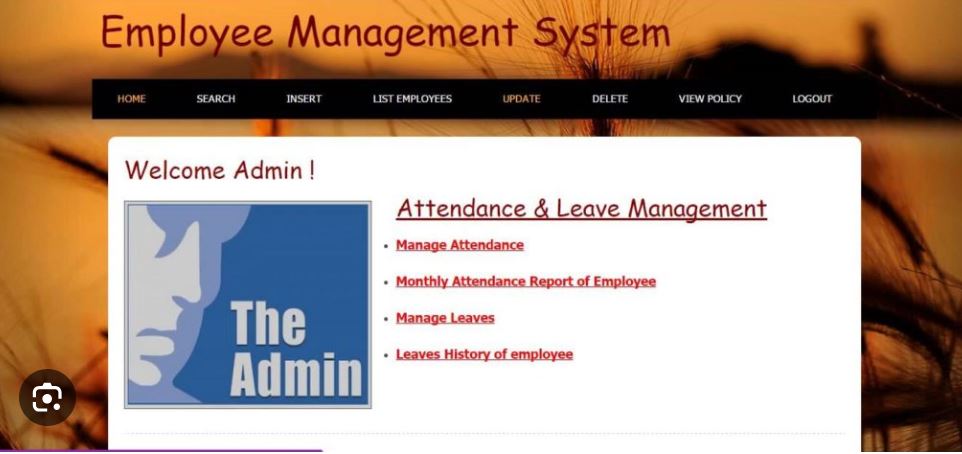 Employee Management System
HOME SEARCH INSERT LIST EMPLOYEES UPDATE DELETE VIEW POLICY LOGOUT
Welcome Admin !
Attendance & Leave Management
Manage Attendance
Monthly Attendance Report of Employee
Manage Leaves
Leaves History of employee
The
Admin